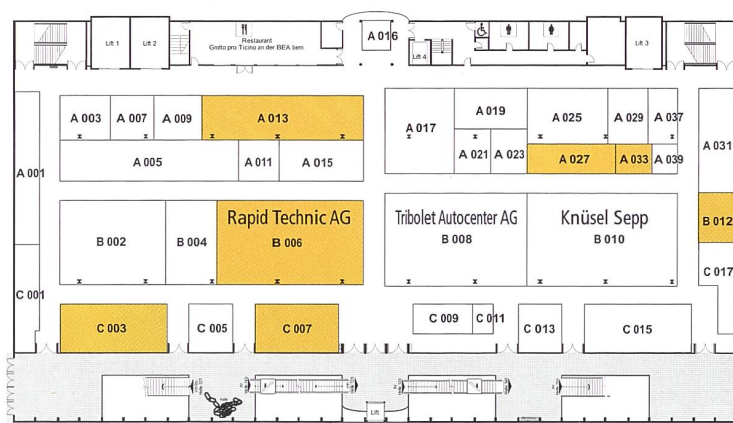 Lift 1
Lift 2
Restaurant
Grotto pro Ticino an der BEA bern
A 016
Lift 4
Lift 3
A 003
A 007
A 009
A 013
A 017
A 019
A 025
A 029
A 037
A 001
A 005
A 011
A 015
A 021
A 023
A 027
A 033
A 039
A 031
B 002
B 004
Rapid Technic AG
B 006
Tribolet Autocenter AG
B 008
Knüsel Sepp
B 010
B 012
C 017
C 001
C 003
C 005
C 007
C 009
C 011
C 013
C 015
Lift